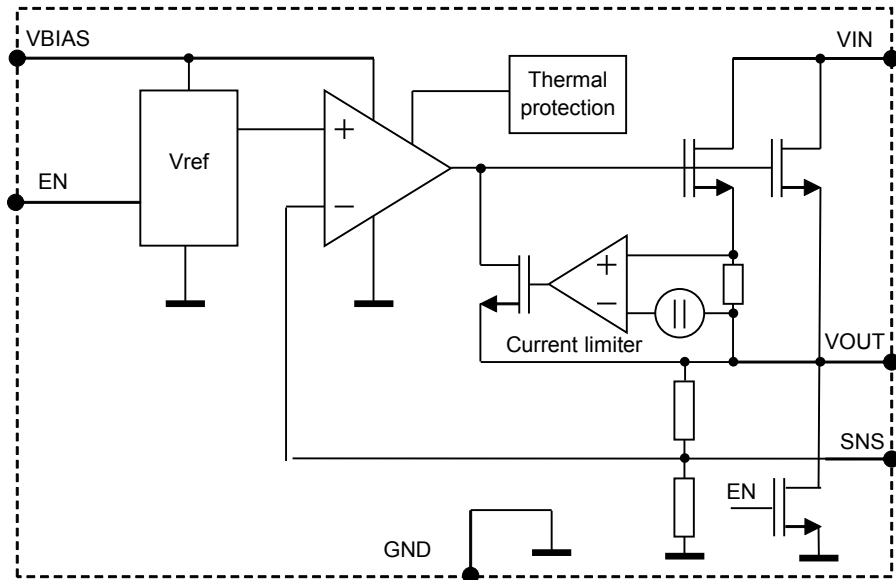 VBIAS
VIN
Thermal
protection
+
Vref
EN
−
+
−
Current limiter
VOUT
SNS
EN
GND